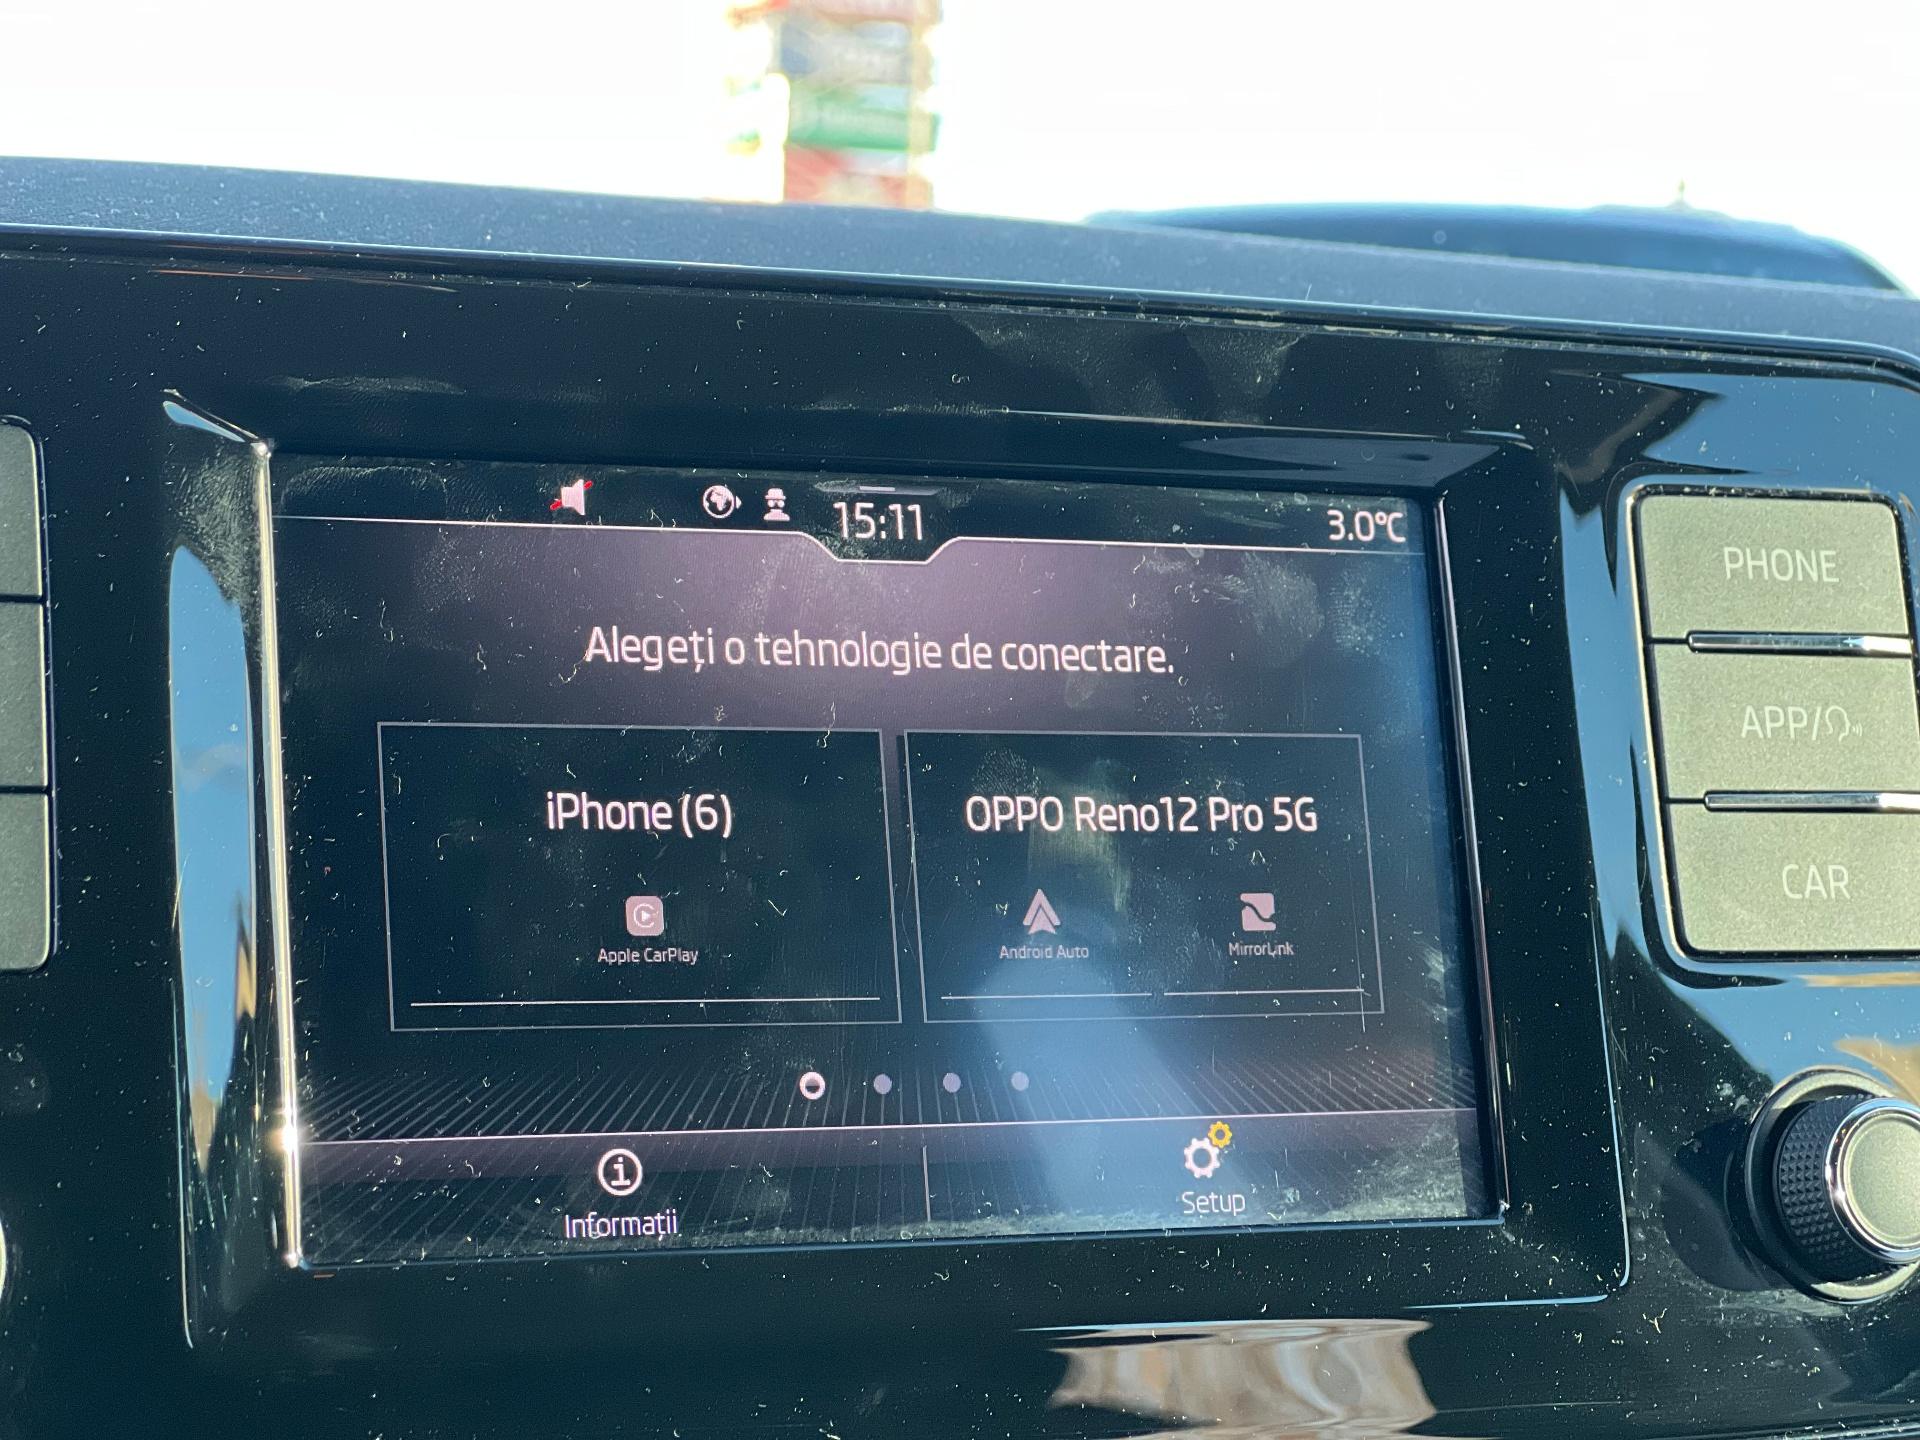 15:11
3.0°C
Alegeți o tehnologie de conectare.
iPhone (6)
Apple CarPlay
OPPO Reno12 Pro 5G
Android Auto
MirrorLink
Informații
Setup
PHONE
APP/
CAR